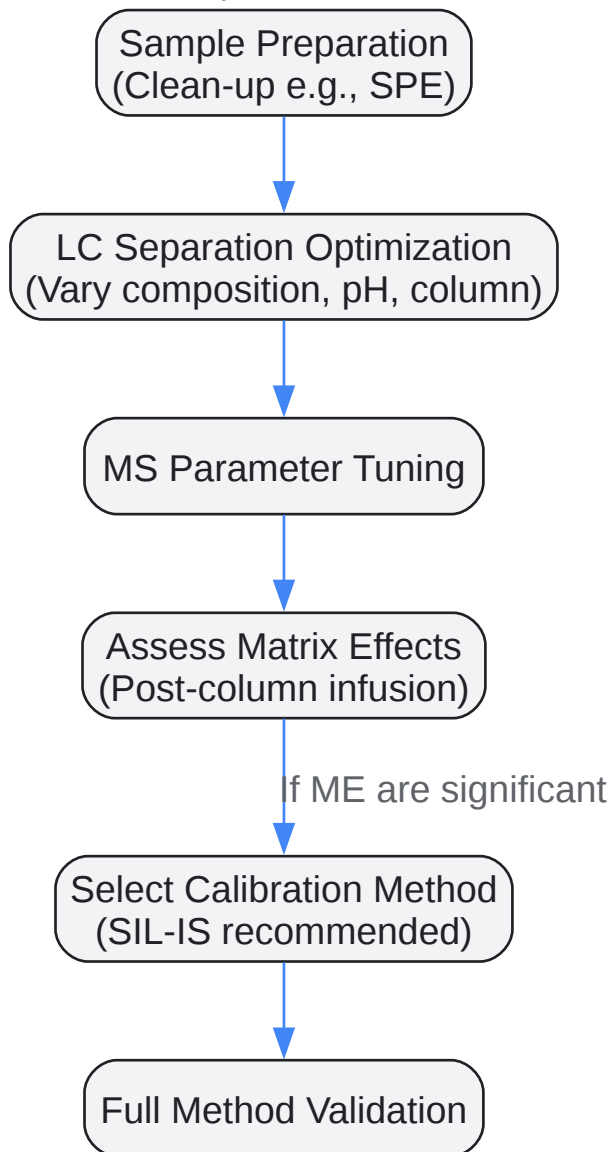 Sample Preparation
(Clean-up e.g., SPE)
LC Separation Optimization
(Vary composition, pH, column)
MS Parameter Tuning
Assess Matrix Effects
(Post-column infusion)
If ME are significant
Select Calibration Method
(SIL-IS recommended)
Full Method Validation